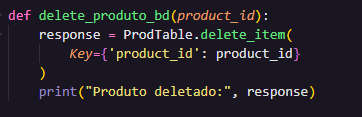 def delete_produto_bd(product_id):
    response = ProdTable.delete_item(
        Key={'product_id': product_id}
    )
    print("Produto deletado:", response)